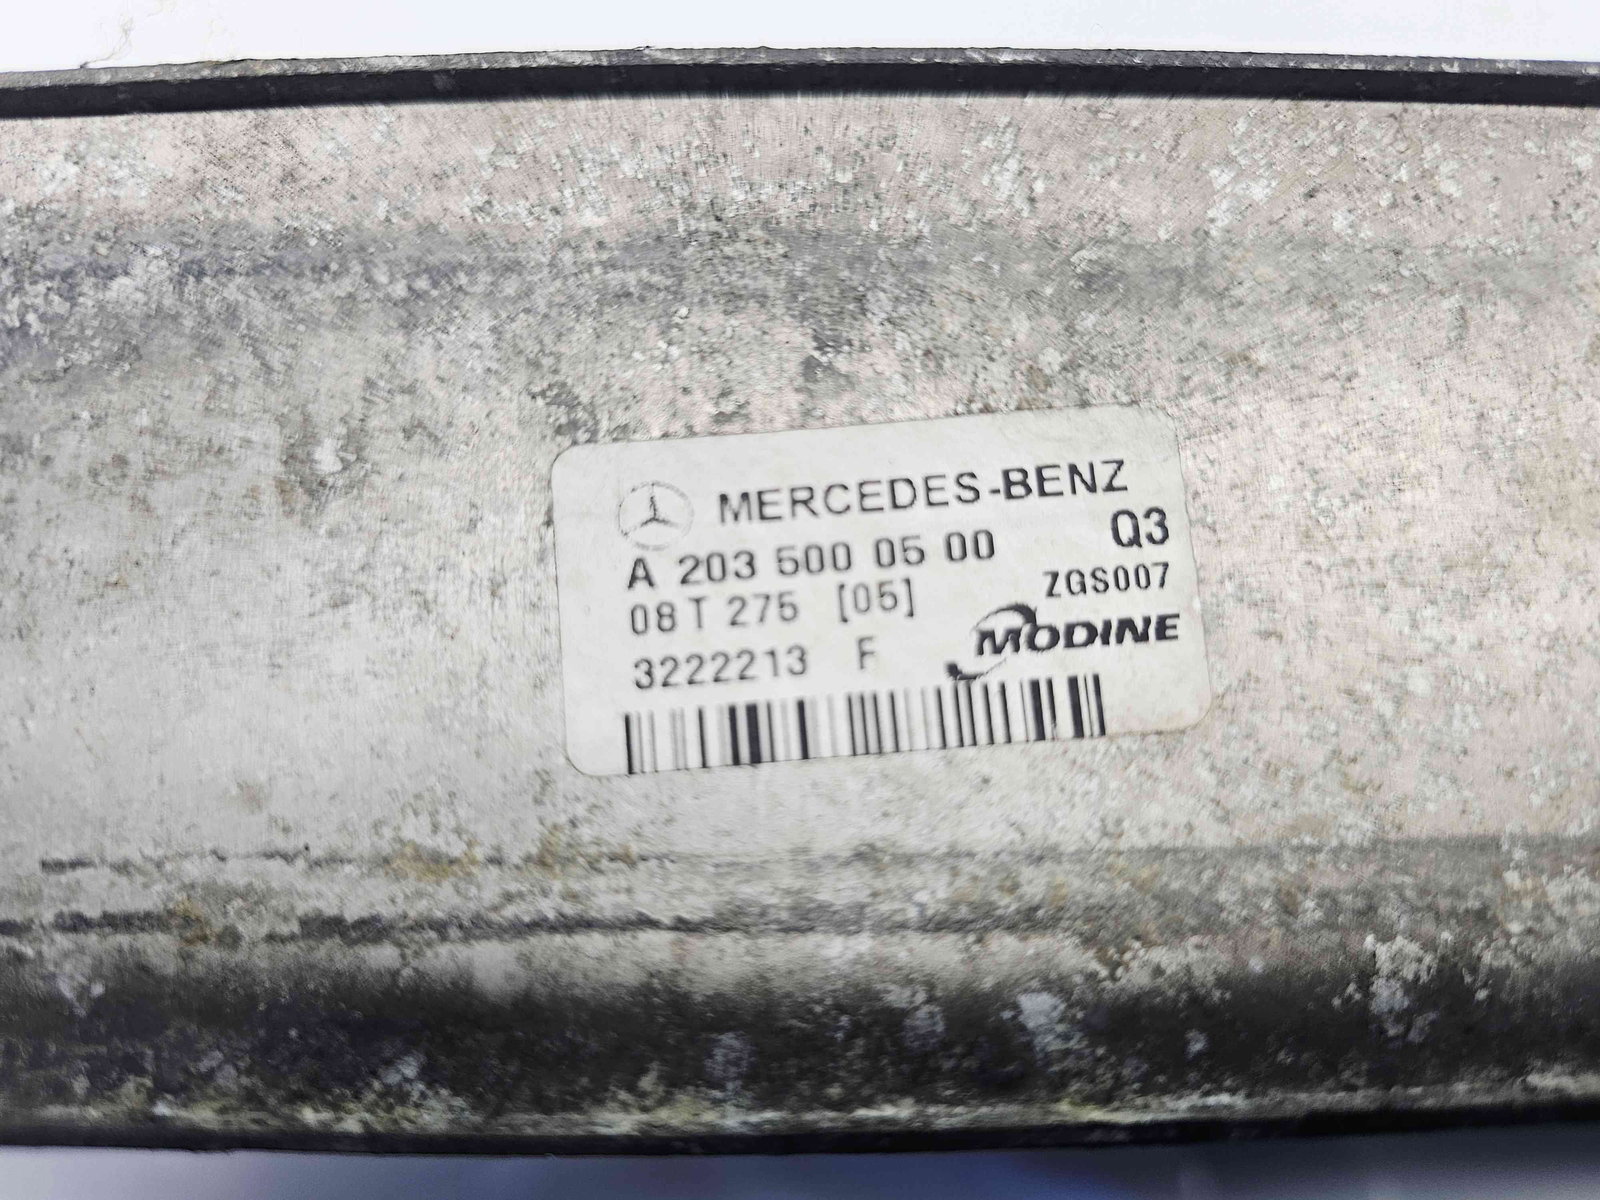 MERCEDES-BENZ
A 203 500 05 00 Q3
08 T 275 [05] ZGS007
3222213 F MODINE